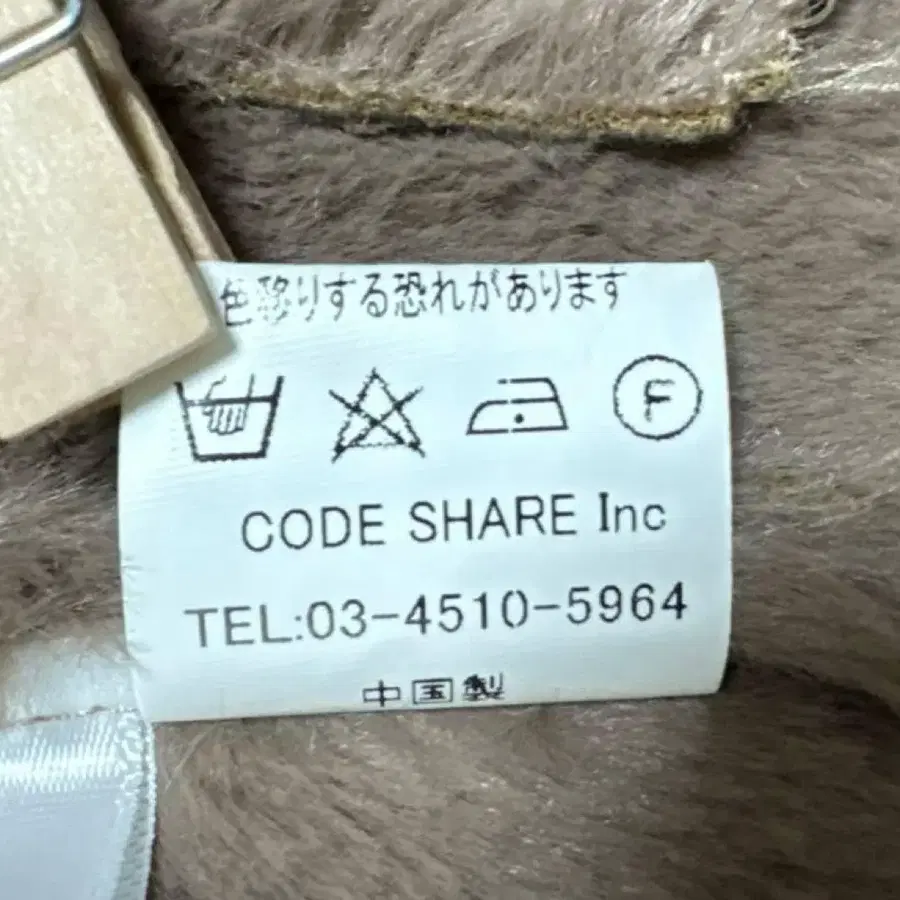 色移りする恐れがあります
F
CODE SHARE Inc
TEL:03-4510-5964
中国製